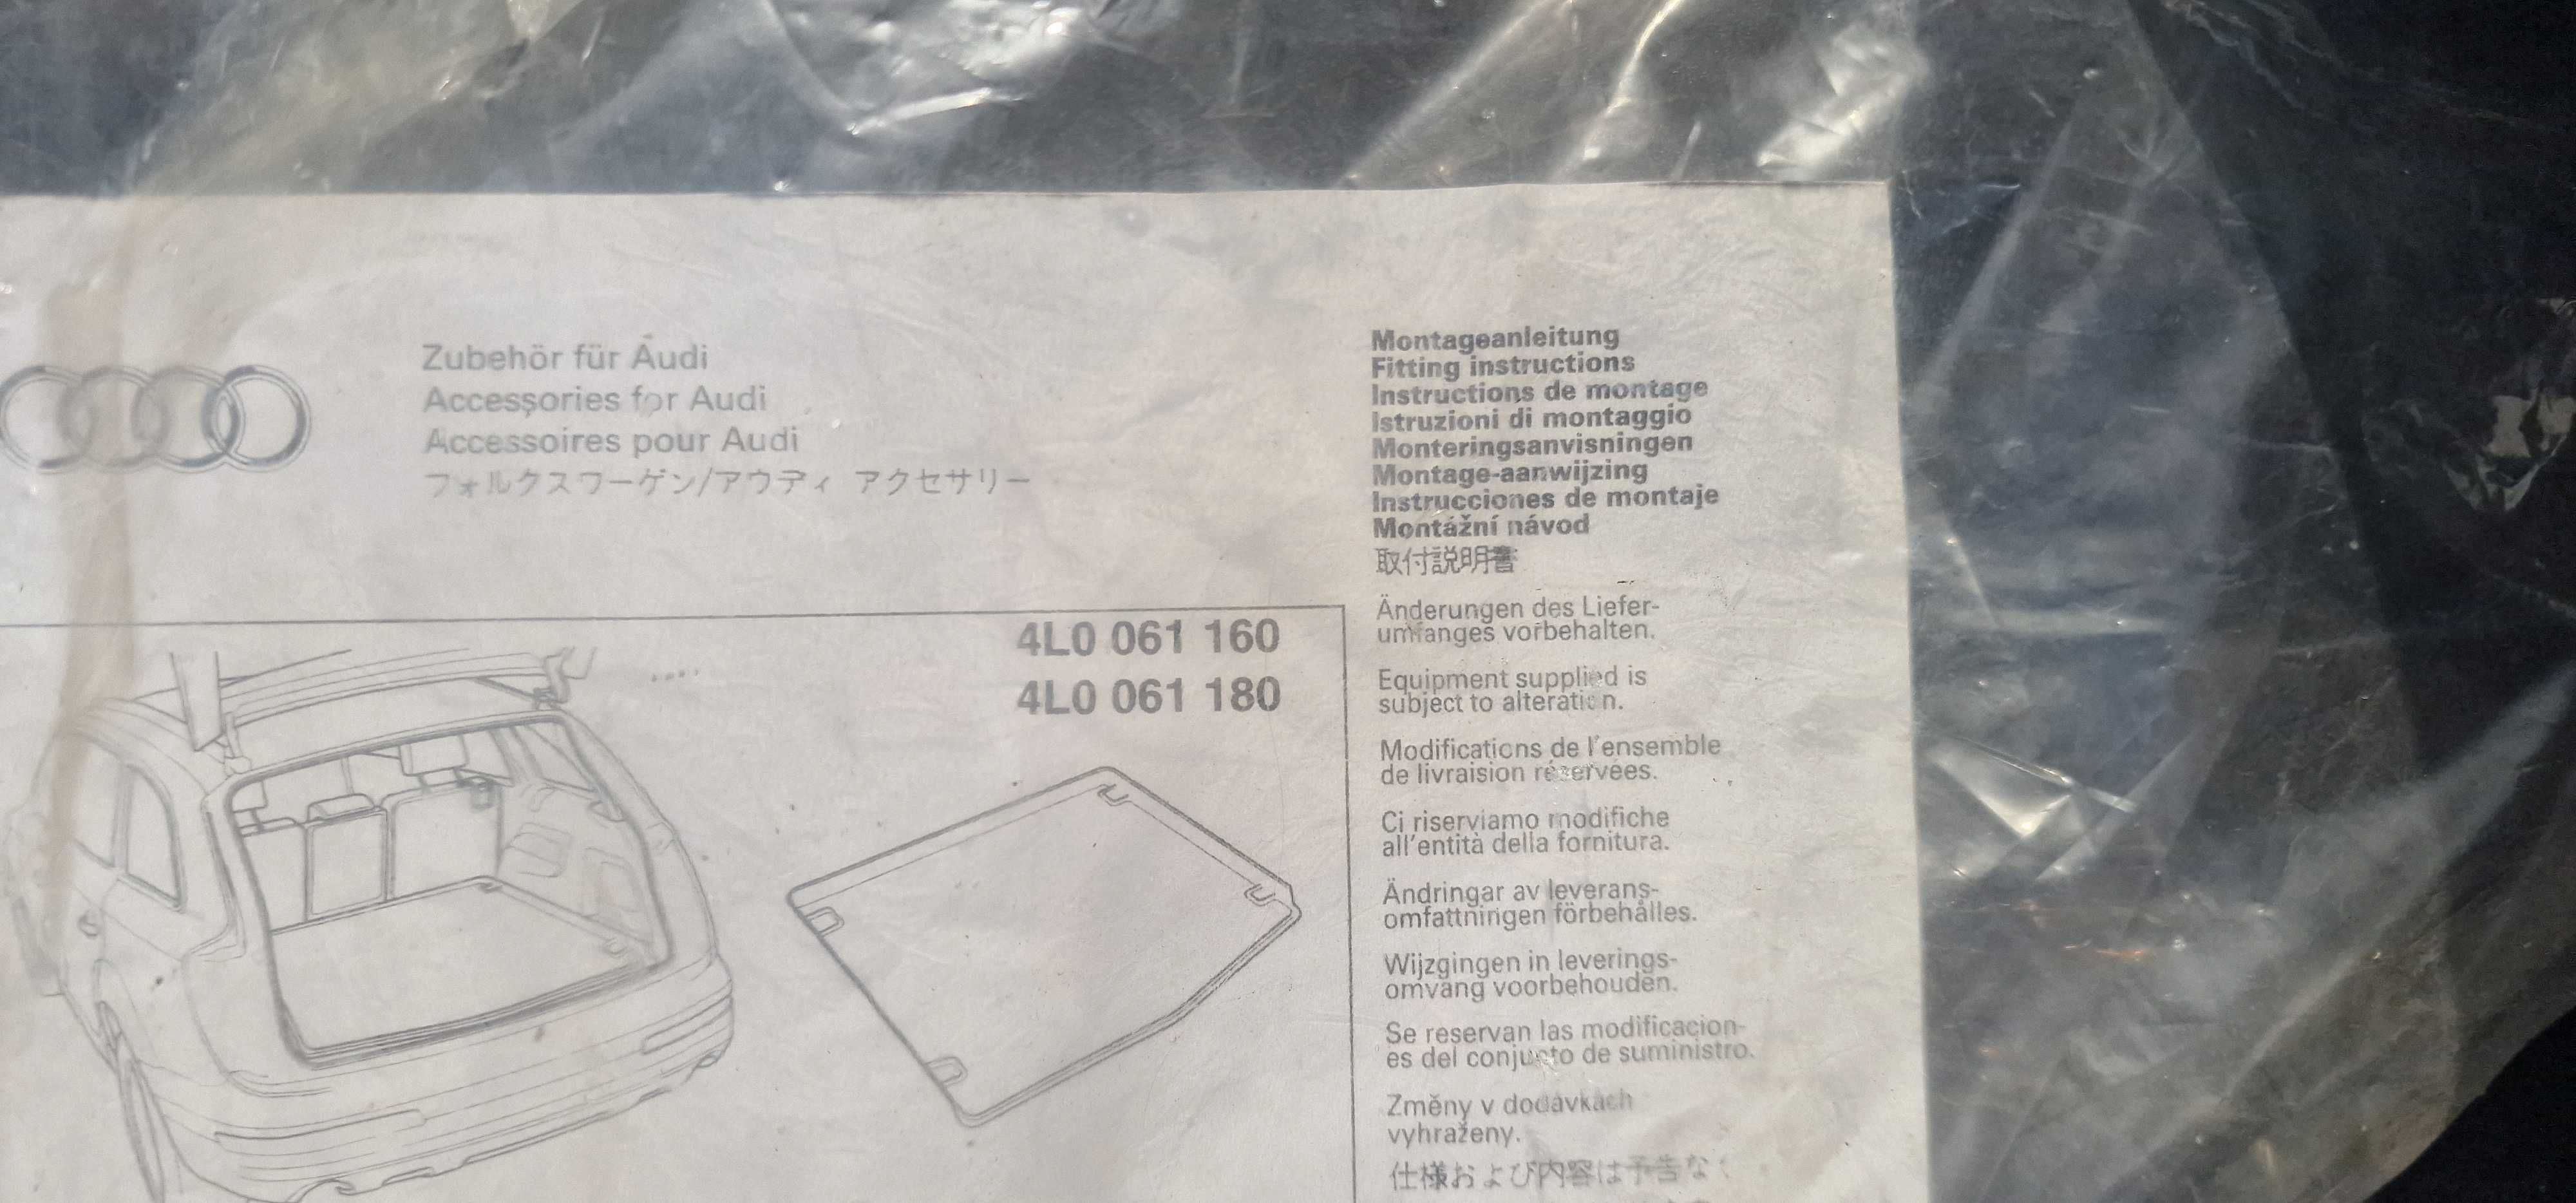 Zubehör für Audi
Accessories for Audi
Accessoires pour Audi
フォルクスワーゲン/アウディ アクセサリー
Montageanleitung
Fitting instructions
Instructions de montage
Istruzioni di montaggio
Monteringsanvisningen
Montage-aanwijzing
Instrucciones de montaje
Montážní návod
取付説明書
4L0 061 160
4L0 061 180
Änderungen des Liefer-
umfanges vorbehalten.
Equipment supplied is
subject to alteration.
Modifications de l'ensemble
de livraision réservées.
Ci riserviamo modifiche
all'entità della fornitura.
Ändringar av leverans-
omfattningen förbehålles.
Wijzgingen in leverings-
omvang voorbehouden.
Se reservan las modificacion-
es del conjunto de suministro.
Změny v dodávkách
vyhraženy.
仕様および内容は予告な